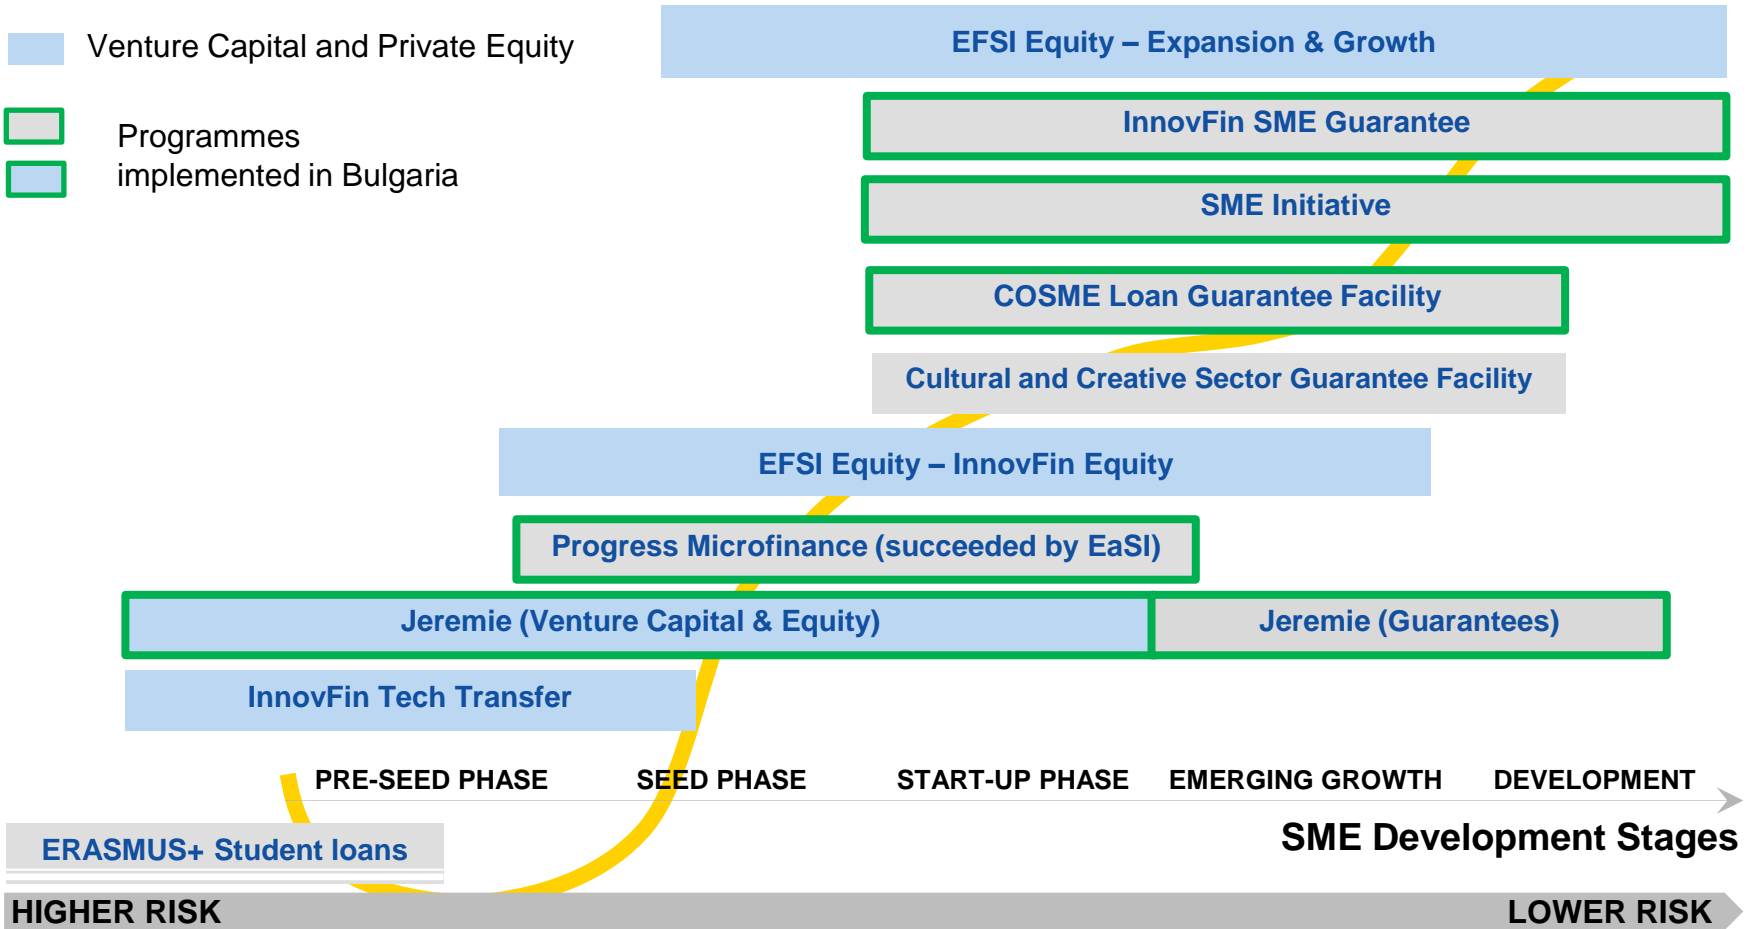 Venture Capital and Private Equity
Programmes
implemented in Bulgaria
EFSI Equity – Expansion & Growth
InnovFin SME Guarantee
SME Initiative
COSME Loan Guarantee Facility
Cultural and Creative Sector Guarantee Facility
EFSI Equity – InnovFin Equity
Progress Microfinance (succeeded by EaSI)
Jeremie (Venture Capital & Equity)
Jeremie (Guarantees)
InnovFin Tech Transfer
PRE-SEED PHASE
SEED PHASE
START-UP PHASE
EMERGING GROWTH
DEVELOPMENT
SME Development Stages
ERASMUS+ Student loans
HIGHER RISK
LOWER RISK